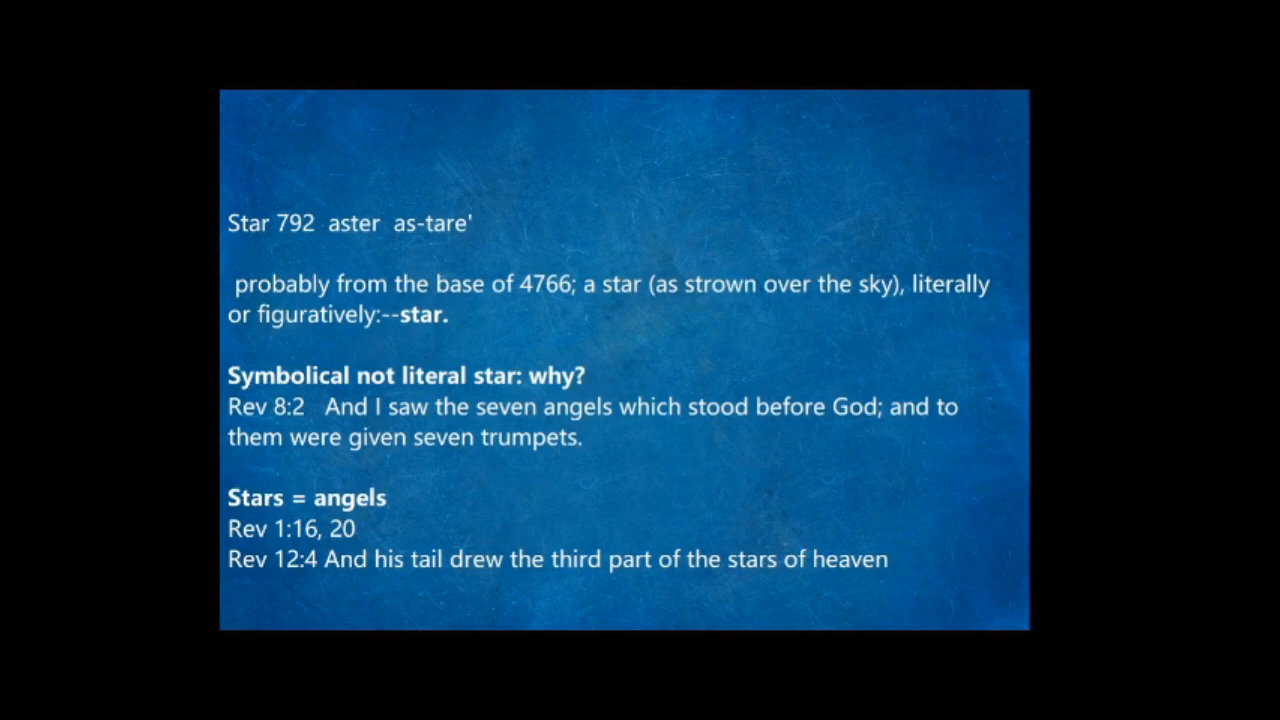 Star 792  aster  as-tare'
probably from the base of 4766; a star (as strown over the sky), literally
or figuratively:--star.
Symbolical not literal star: why?
Rev 8:2   And I saw the seven angels which stood before God; and to
them were given seven trumpets.
Stars = angels
Rev 1:16, 20
Rev 12:4 And his tail drew the third part of the stars of heaven